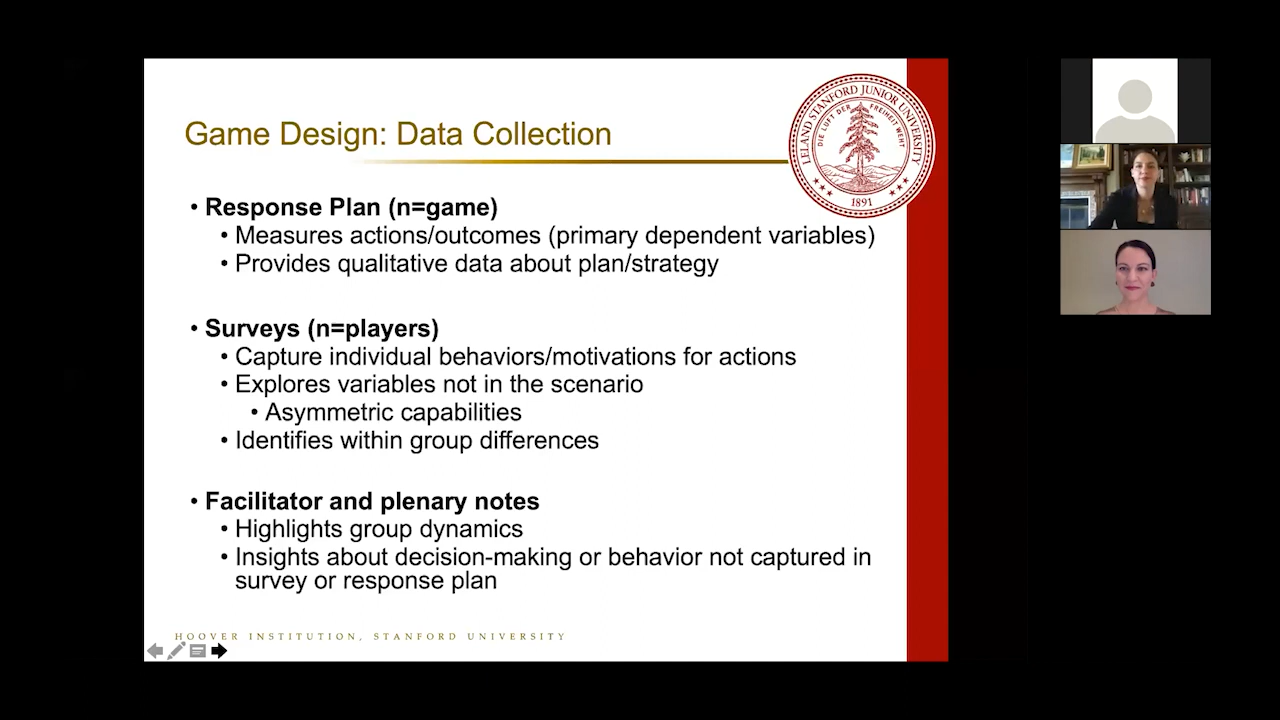 Game Design: Data Collection
LELAND STANFORD JUNIOR UNIVERSITY
DIE LUFT DER FREIHEIT WEHT
1891
• Response Plan (n=game)
• Measures actions/outcomes (primary dependent variables)
• Provides qualitative data about plan/strategy
• Surveys (n=players)
• Capture individual behaviors/motivations for actions
• Explores variables not in the scenario
• Asymmetric capabilities
• Identifies within group differences
• Facilitator and plenary notes
• Highlights group dynamics
• Insights about decision-making or behavior not captured in
survey or response plan
HOOVER INSTITUTION, STANFORD UNIVERSITY